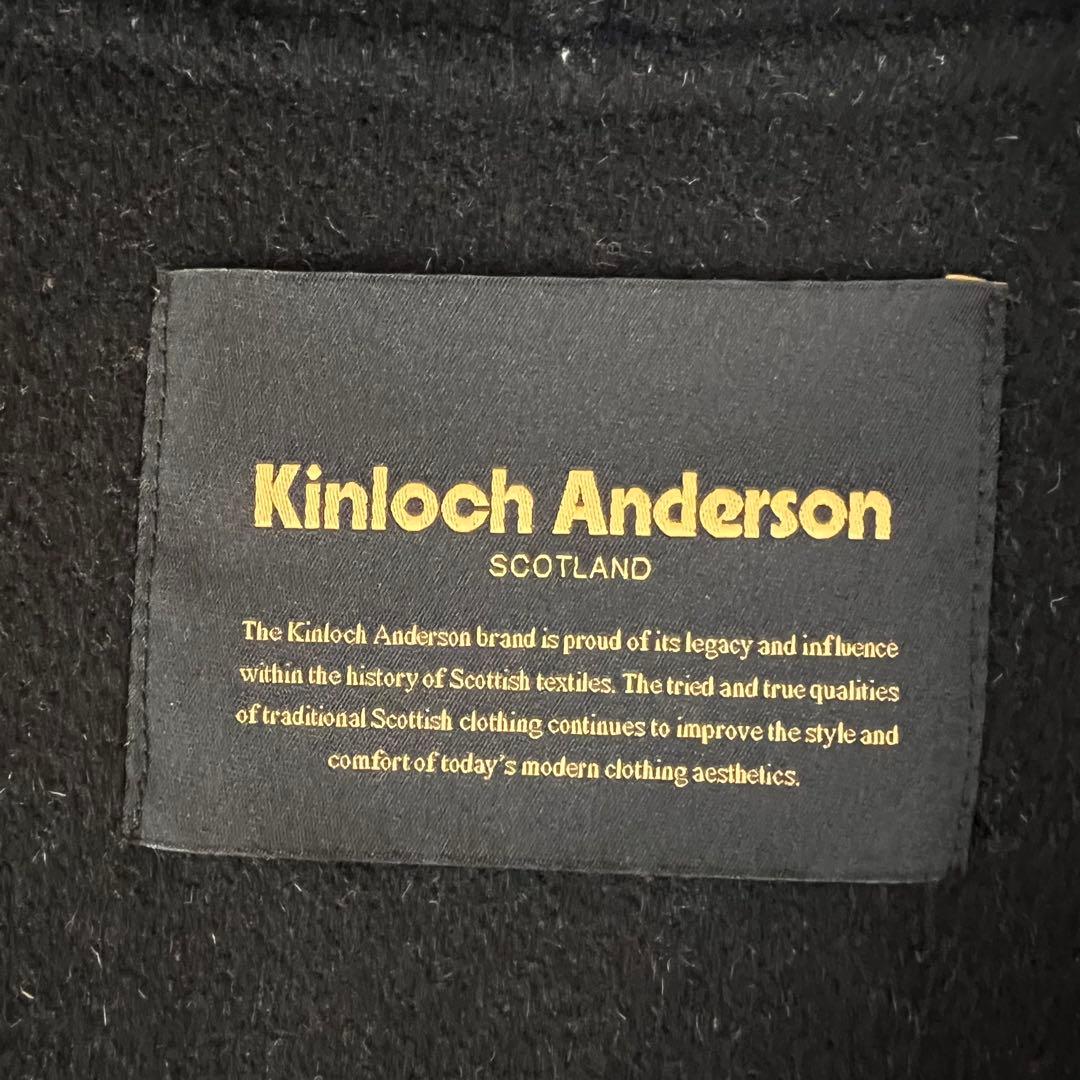 Kinloch Anderson
SCOTLAND
The Kinloch Anderson brand is proud of its legacy and influence
within the history of Scottish textiles. The tried and true qualities
of traditional Scottish clothing continues to improve the style and
comfort of today's modern clothing aesthetics.